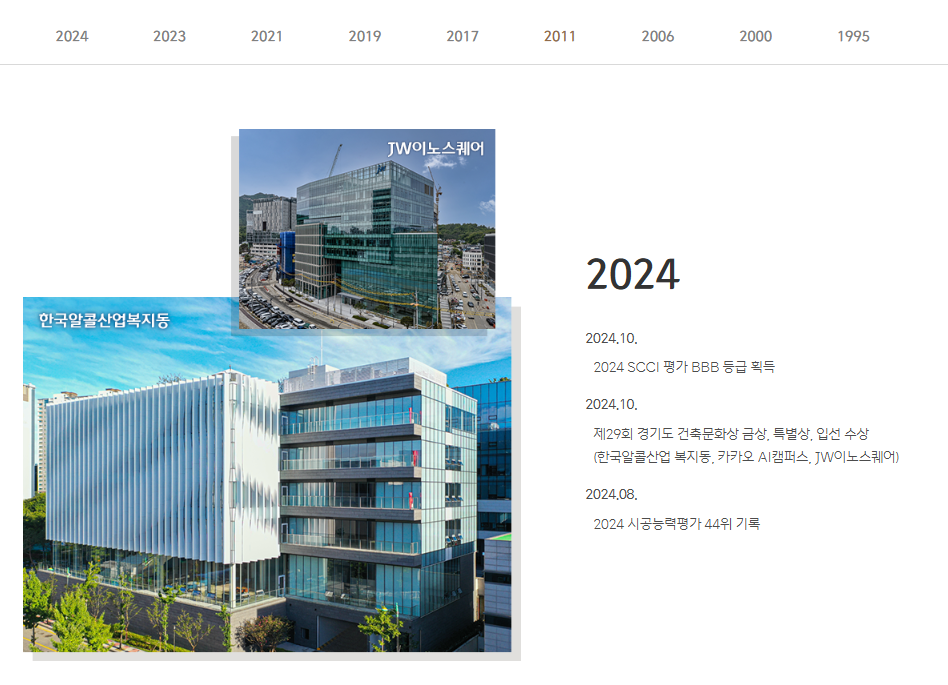 2024 2023 2021 2019 2017 2011 2006 2000 1995
JW이노스퀘어
한국알콜산업복지동
2024
2024.10.
2024 SCCI 평가 BBB 등급 획득
2024.10.
제29회 경기도 건축문화상 금상, 특별상, 입선 수상
(한국알콜산업 복지동, 카카오 AI캠퍼스, JW이노스퀘어)
2024.08.
2024 시공능력평가 44위 기록